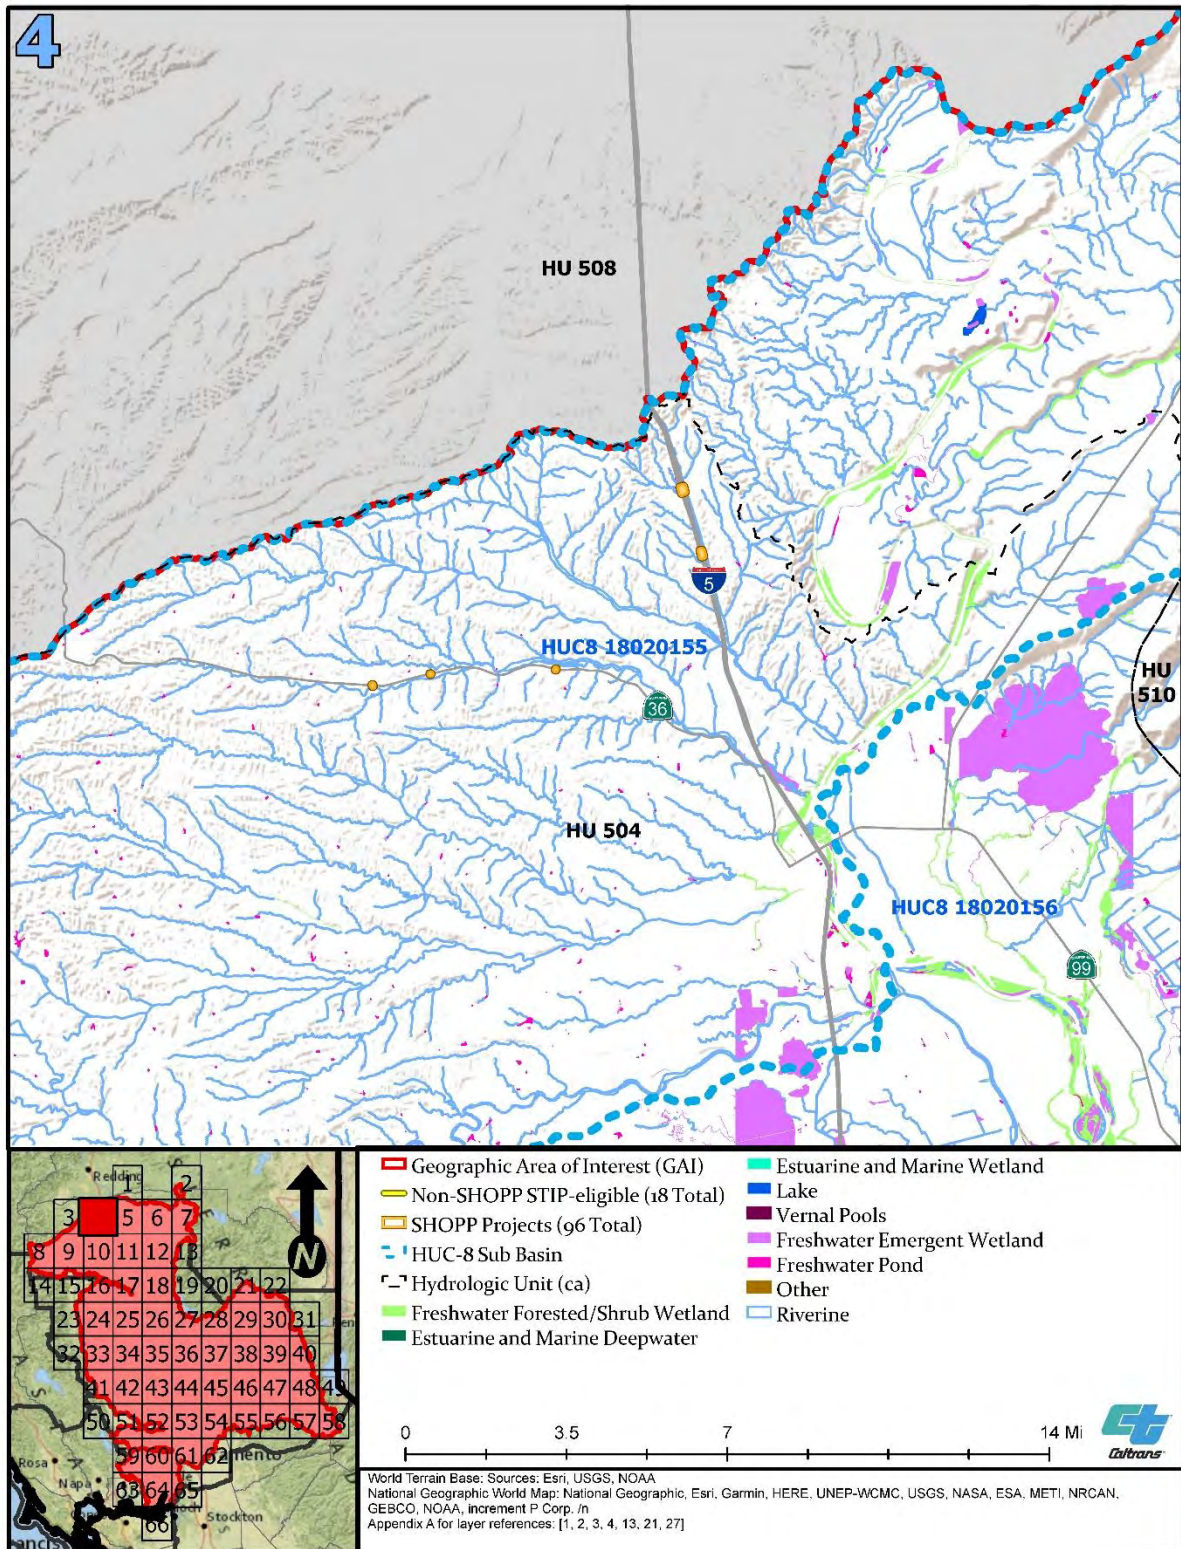 4
HU 508
5
HUC8 18020155
36
HU
510
HU 504
HUC8 18020156
99
Redding
1 2
3 5 6 7
8 9 10 11 12 13
14 15 16 17 18 19 20 21 22
23 24 25 26 27 28 29 30 31
32 33 34 35 36 37 38 39 40
41 42 43 44 45 46 47 48 49
50 51 52 53 54 55 56 57 58
59 60 61 62
Rosa
Napa
63 64 65
66
Stockton
N
Geographic Area of Interest (GAI)
Non-SHOPP STIP-eligible (18 Total)
SHOPP Projects (96 Total)
HUC-8 Sub Basin
Hydrologic Unit (ca)
Freshwater Forested/Shrub Wetland
Estuarine and Marine Deepwater
Estuarine and Marine Wetland
Lake
Vernal Pools
Freshwater Emergent Wetland
Freshwater Pond
Other
Riverine
0 3.5 7 14 Mi
ct
Caltrans
World Terrain Base: Sources: Esri, USGS, NOAA
National Geographic World Map: National Geographic, Esri, Garmin, HERE, UNEP-WCMC, USGS, NASA, ESA, METI, NRCAN,
GEBCO, NOAA, increment P Corp. /n
Appendix A for layer references: [1, 2, 3, 4, 13, 21, 27]